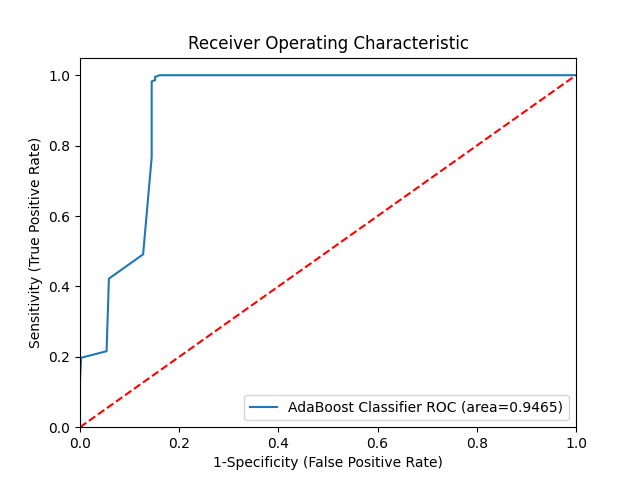 Receiver Operating Characteristic
1.0
0.8
0.6
0.4
0.2
0.0
Sensitivity (True Positive Rate)
AdaBoost Classifier ROC (area=0.9465)
0.0 0.2 0.4 0.6 0.8 1.0
1-Specificity (False Positive Rate)